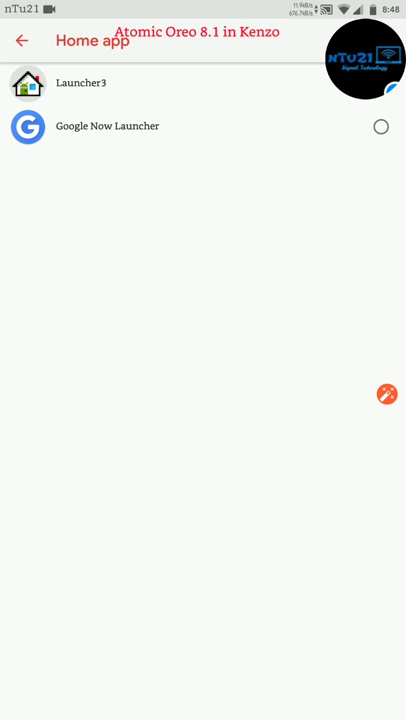 nTu21
11.9kB/s
676.7kB/s
8:48
Atomic Oreo 8.1 in Kenzo
Home app
nTu21
Signal Technology
Launcher3
Google Now Launcher